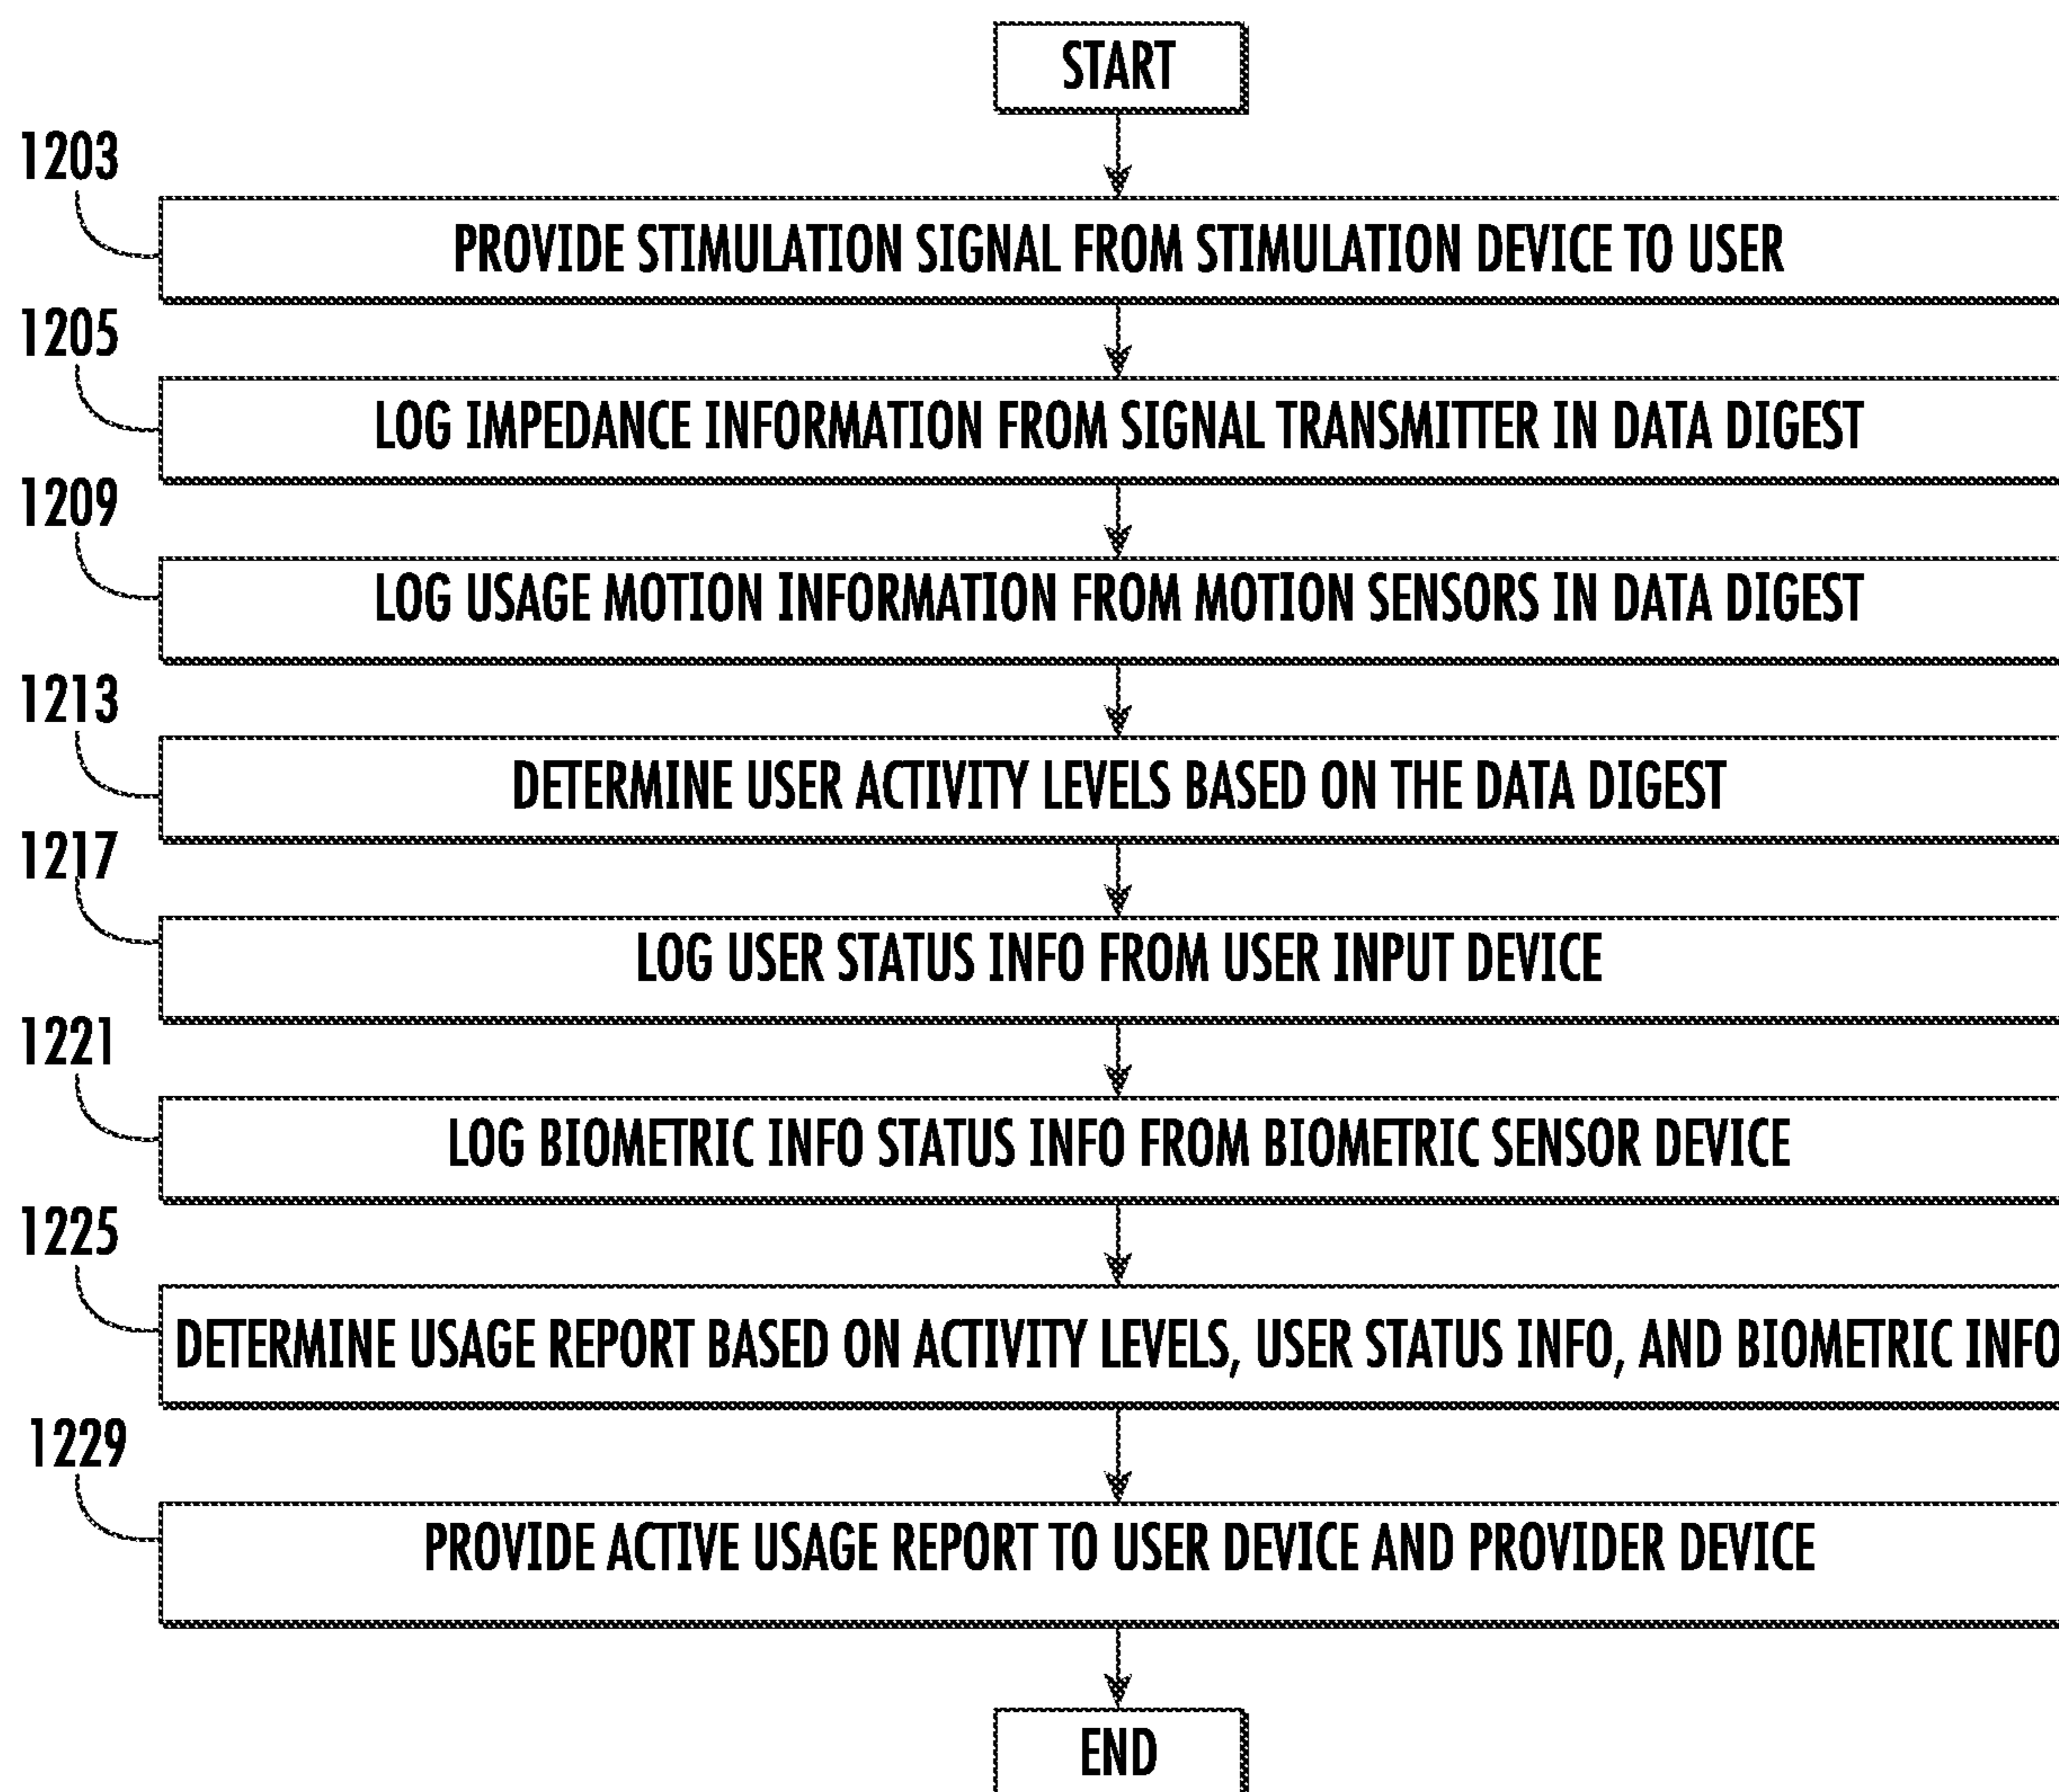 START
1203
PROVIDE STIMULATION SIGNAL FROM STIMULATION DEVICE TO USER
1205
LOG IMPEDANCE INFORMATION FROM SIGNAL TRANSMITTER IN DATA DIGEST
1209
LOG USAGE MOTION INFORMATION FROM MOTION SENSORS IN DATA DIGEST
1213
DETERMINE USER ACTIVITY LEVELS BASED ON THE DATA DIGEST
1217
LOG USER STATUS INFO FROM USER INPUT DEVICE
1221
LOG BIOMETRIC INFO STATUS INFO FROM BIOMETRIC SENSOR DEVICE
1225
DETERMINE USAGE REPORT BASED ON ACTIVITY LEVELS, USER STATUS INFO, AND BIOMETRIC INFO
1229
PROVIDE ACTIVE USAGE REPORT TO USER DEVICE AND PROVIDER DEVICE
END